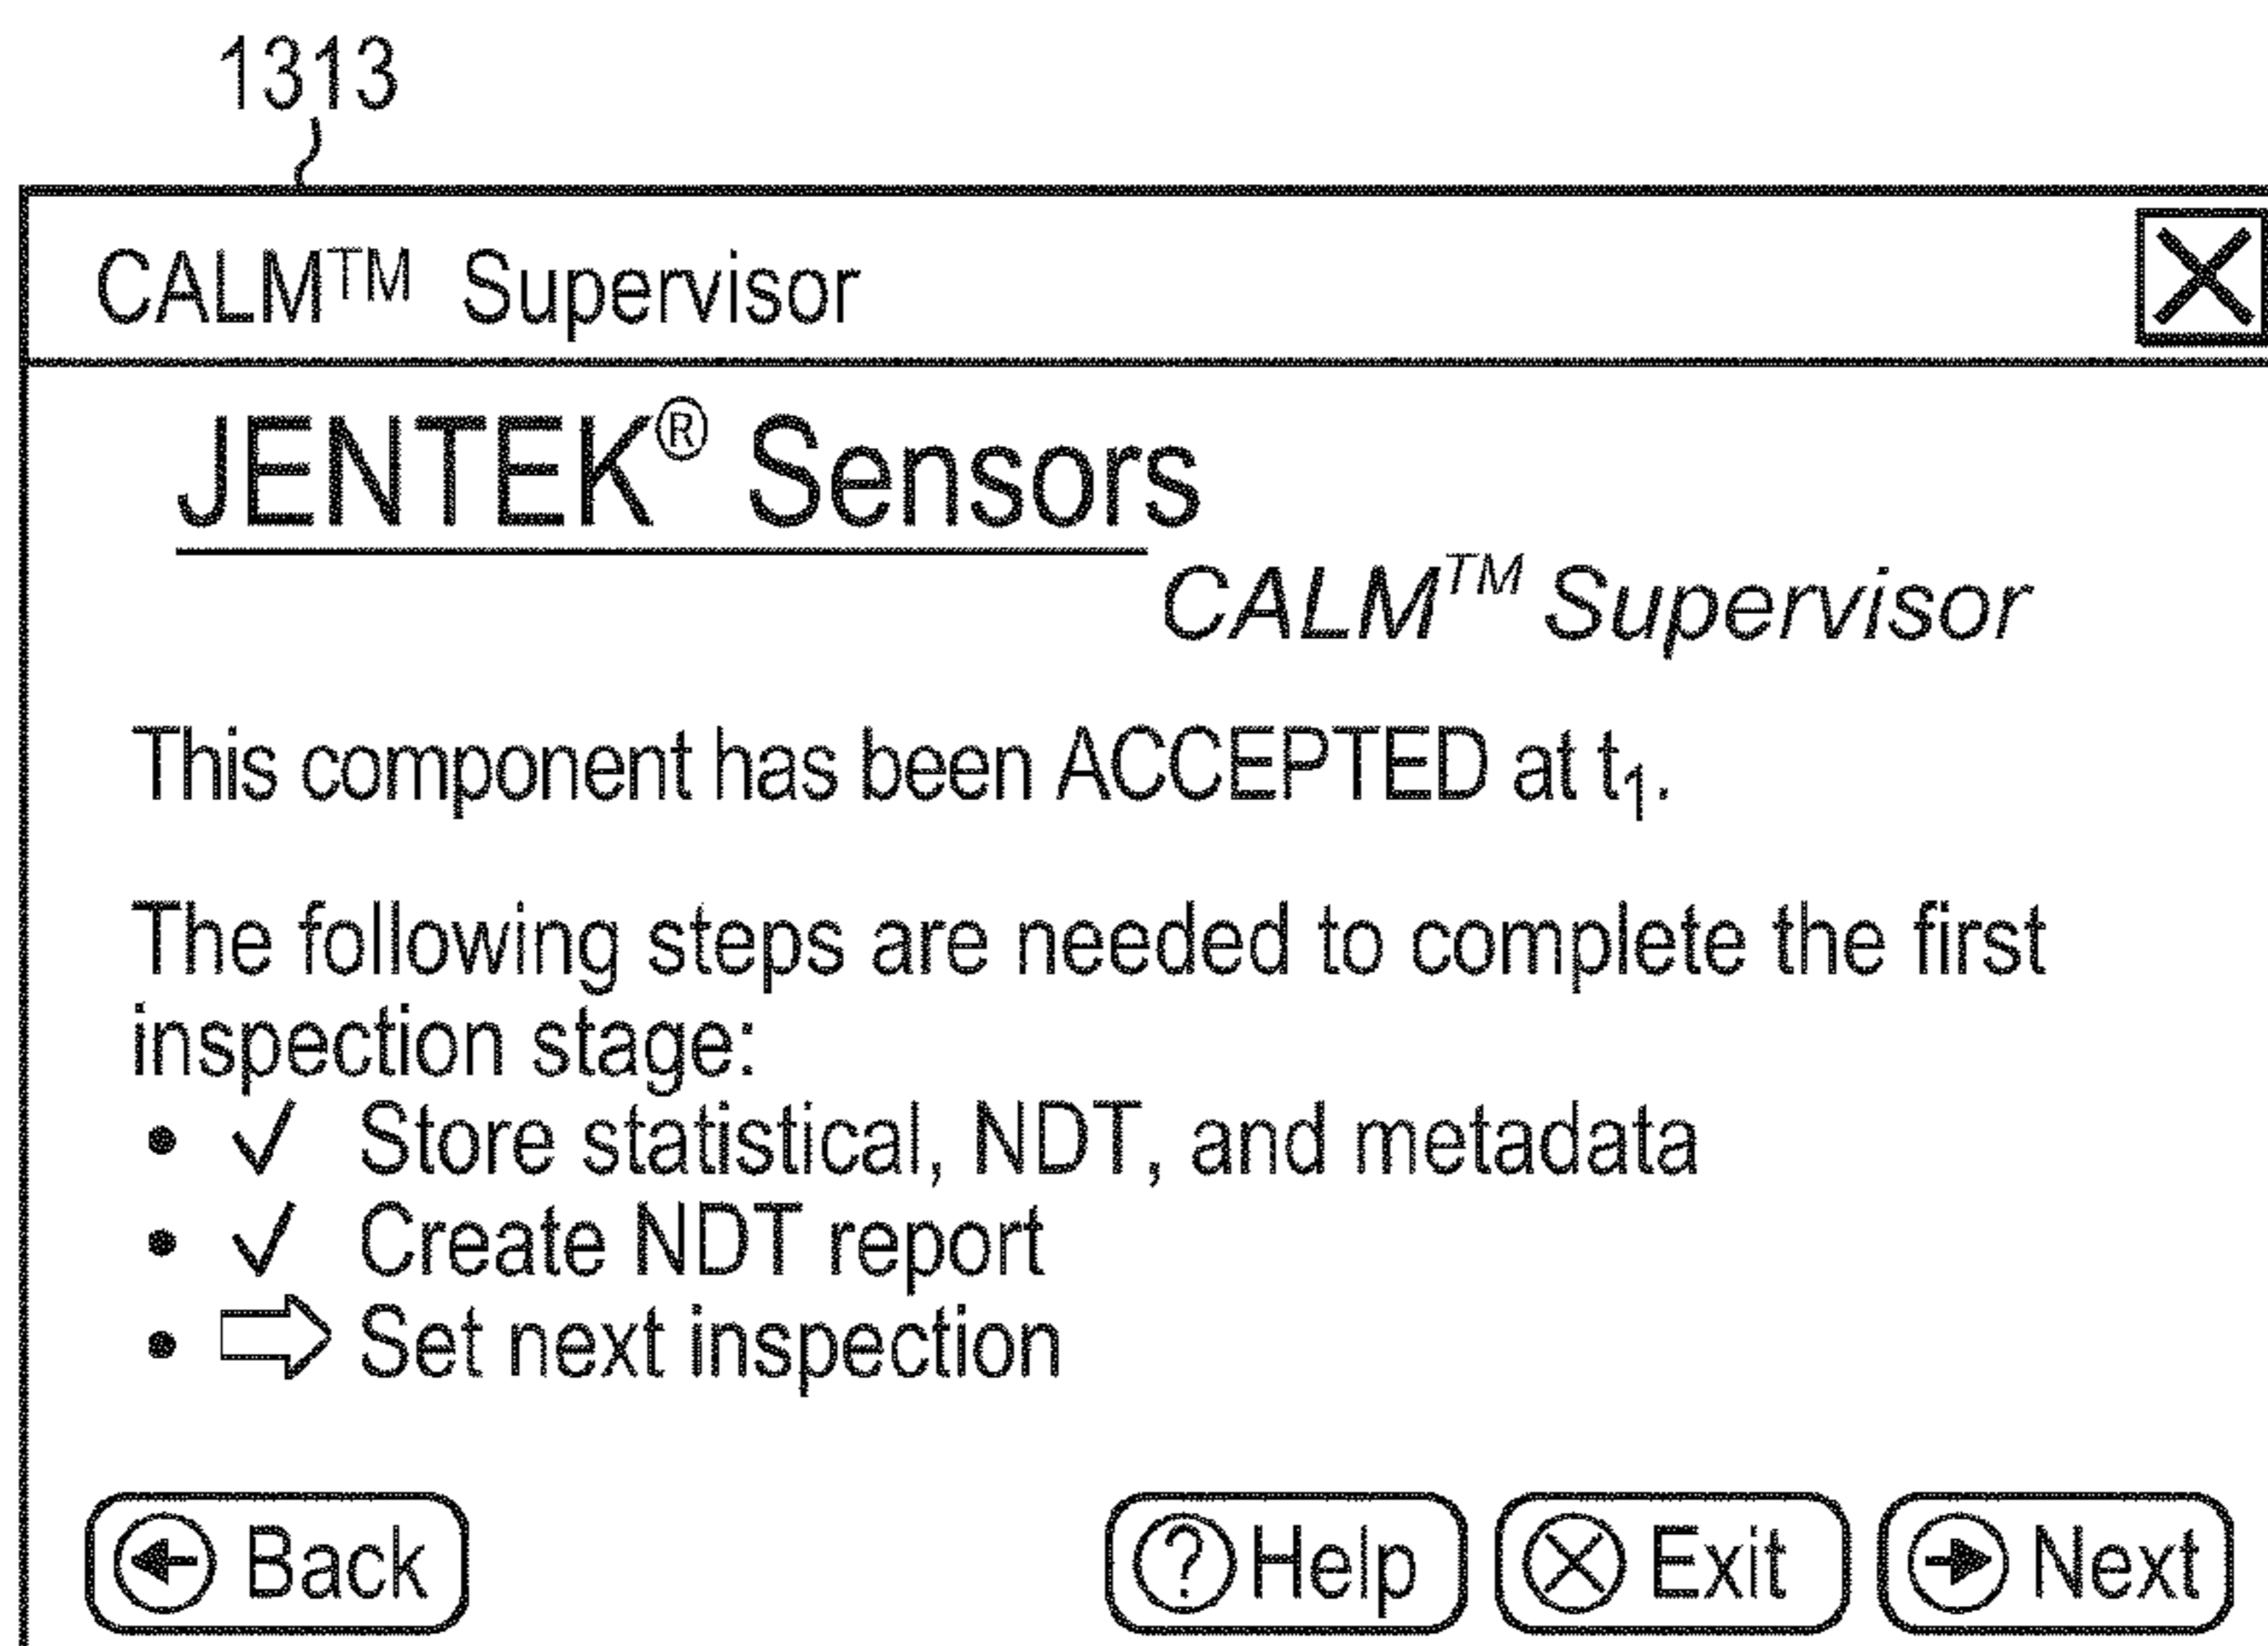 1313
CALM™ Supervisor
JENTEK® Sensors
CALM™ Supervisor
This component has been ACCEPTED at t₁.
The following steps are needed to complete the first
inspection stage:
• ✓ Store statistical, NDT, and metadata
• ✓ Create NDT report
• ⇨ Set next inspection
Back Help Exit Next